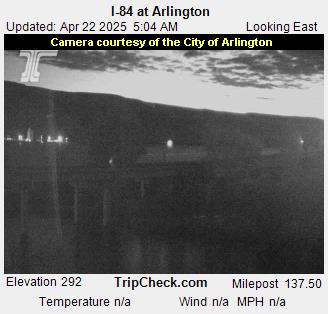 I-84 at Arlington
Updated: Apr 22 2025 5:04 AM Looking East
Camera courtesy of the City of Arlington
Elevation 292 TripCheck.com Milepost 137.50
Temperature n/a Wind n/a MPH n/a